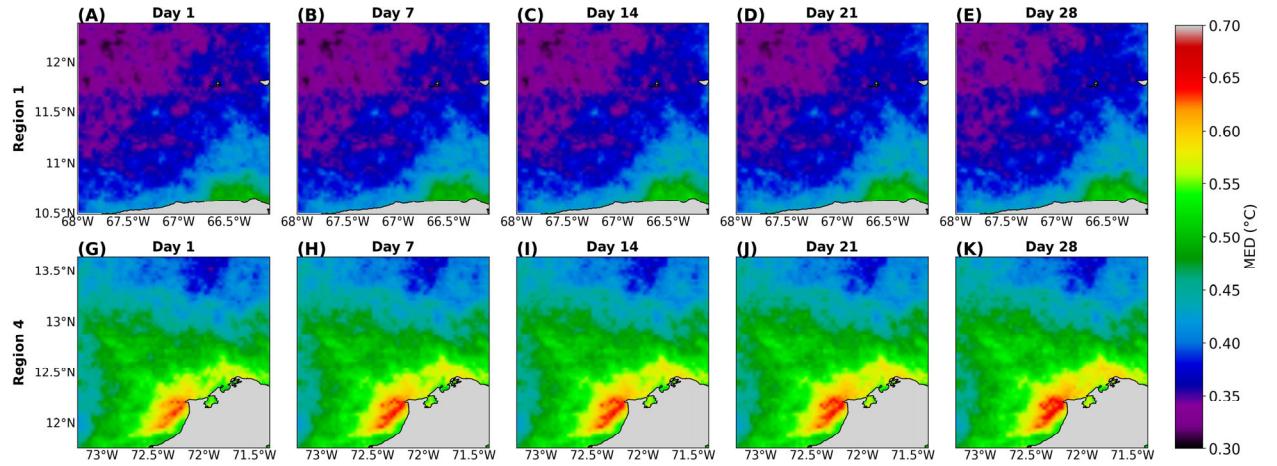 (A) Day 1 (B) Day 7 (C) Day 14 (D) Day 21 (E) Day 28
Region 1
12°N
11.5°N
11°N
10.5°N
68°W 67.5°W 67°W 66.5°W 68°W 67.5°W 67°W 66.5°W 68°W 67.5°W 67°W 66.5°W 68°W 67.5°W 67°W 66.5°W 68°W 67.5°W 67°W 66.5°W
(G) Day 1 (H) Day 7 (I) Day 14 (J) Day 21 (K) Day 28
Region 4
13.5°N
13°N
12.5°N
12°N
73°W 72.5°W 72°W 71.5°W 73°W 72.5°W 72°W 71.5°W 73°W 72.5°W 72°W 71.5°W 73°W 72.5°W 72°W 71.5°W 73°W 72.5°W 72°W 71.5°W
0.70
0.65
0.60
0.55
0.50
0.45
0.40
0.35
0.30
MED (°C)